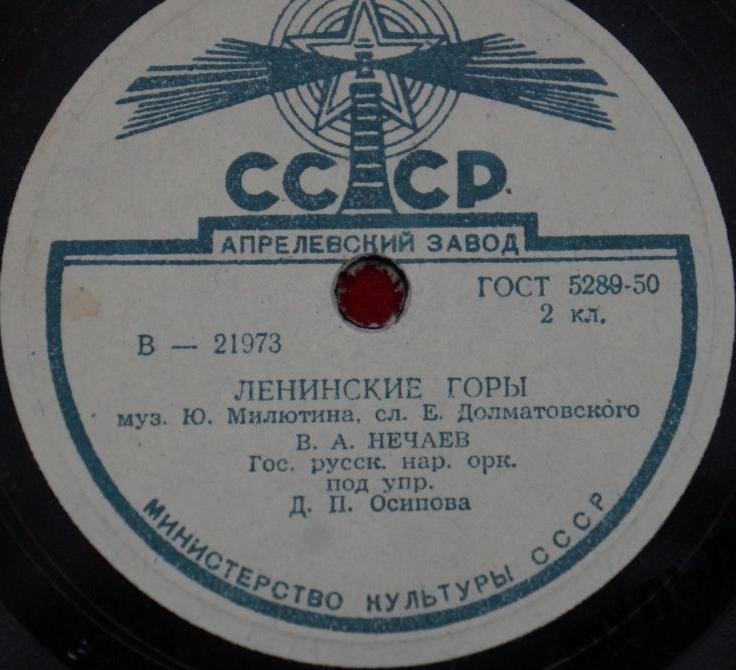 СССР
АПРЕЛЕВСКИЙ ЗАВОД
ГОСТ 5289-50
2 кл.
В — 21973
ЛЕНИНСКИЕ ГОРЫ
муз. Ю. Милютина, сл. Е. Долматовского
В. А. НЕЧАЕВ
Гос. русск. нар. орк.
под упр.
Д. П. Осипова
МИНИСТЕРСТВО КУЛЬТУРЫ СССР